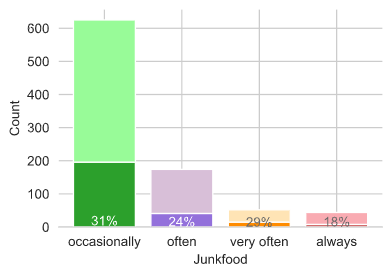 600
500
400
300
200
100
0
Count
31%
24%
29%
18%
occasionally
often
very often
always
Junkfood